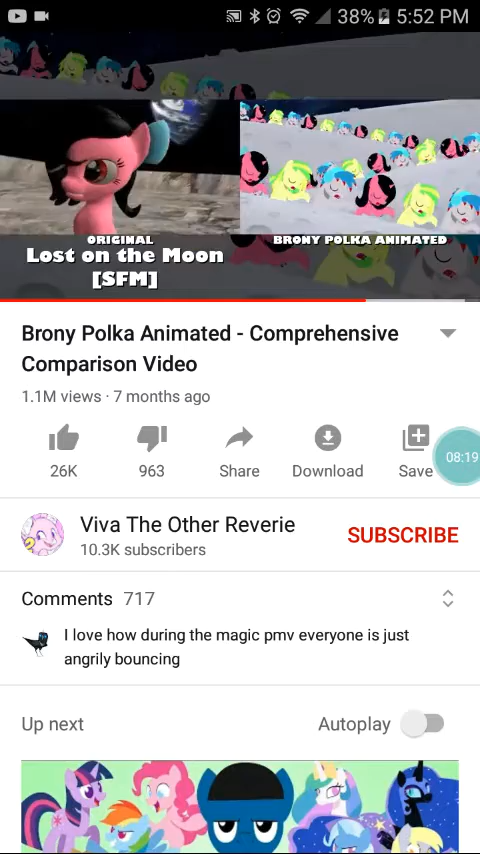 38% 5:52 PM
ORIGINAL
Lost on the Moon
[SFM]
BRONY POLKA ANIMATED
Brony Polka Animated - Comprehensive
Comparison Video
1.1M views · 7 months ago
26K 963 Share Download Save
08:19
Viva The Other Reverie
10.3K subscribers
SUBSCRIBE
Comments 717
I love how during the magic pmv everyone is just
angrily bouncing
Up next Autoplay